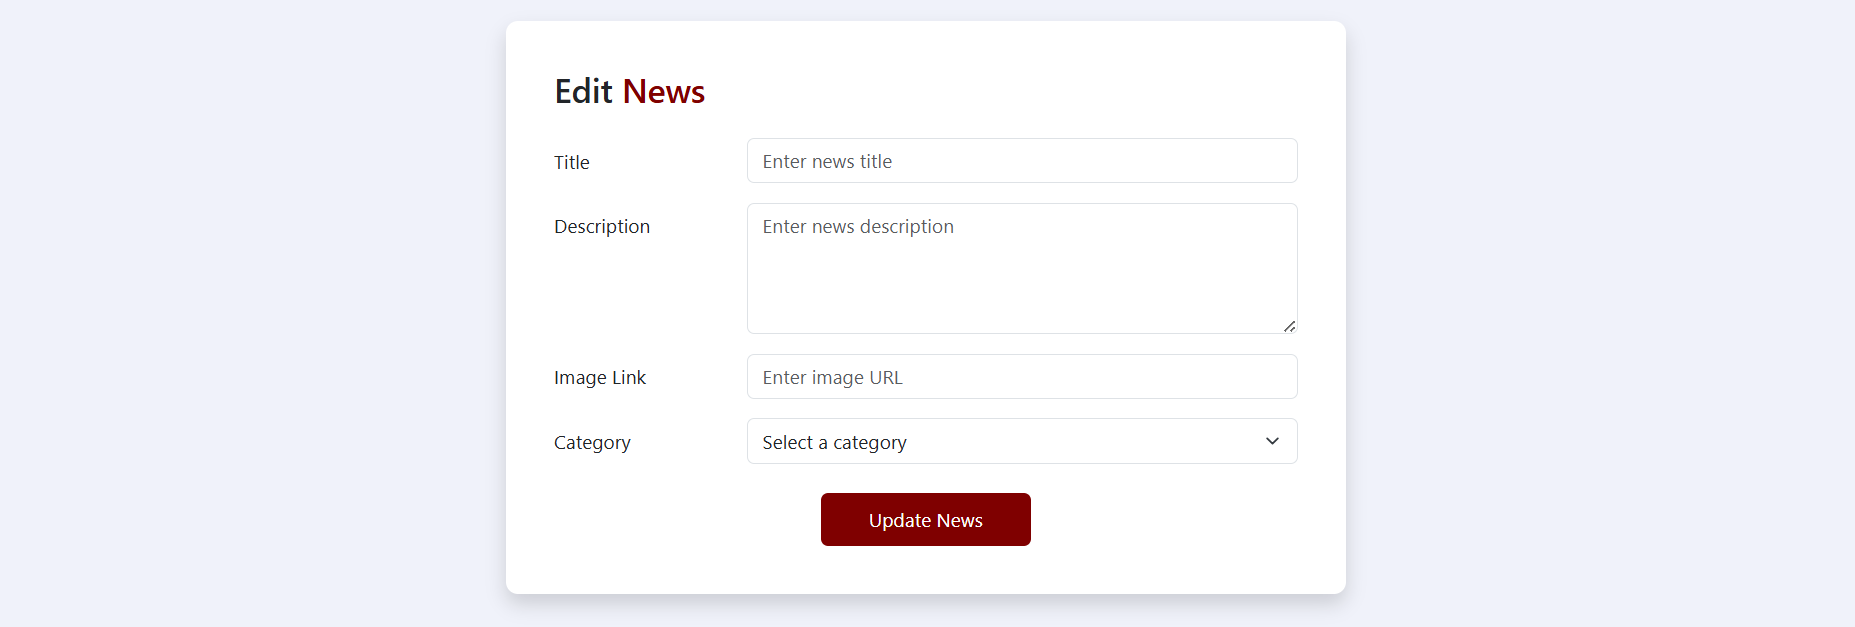 Edit News
Title
Enter news title
Description
Enter news description
Image Link
Enter image URL
Category
Select a category
Update News